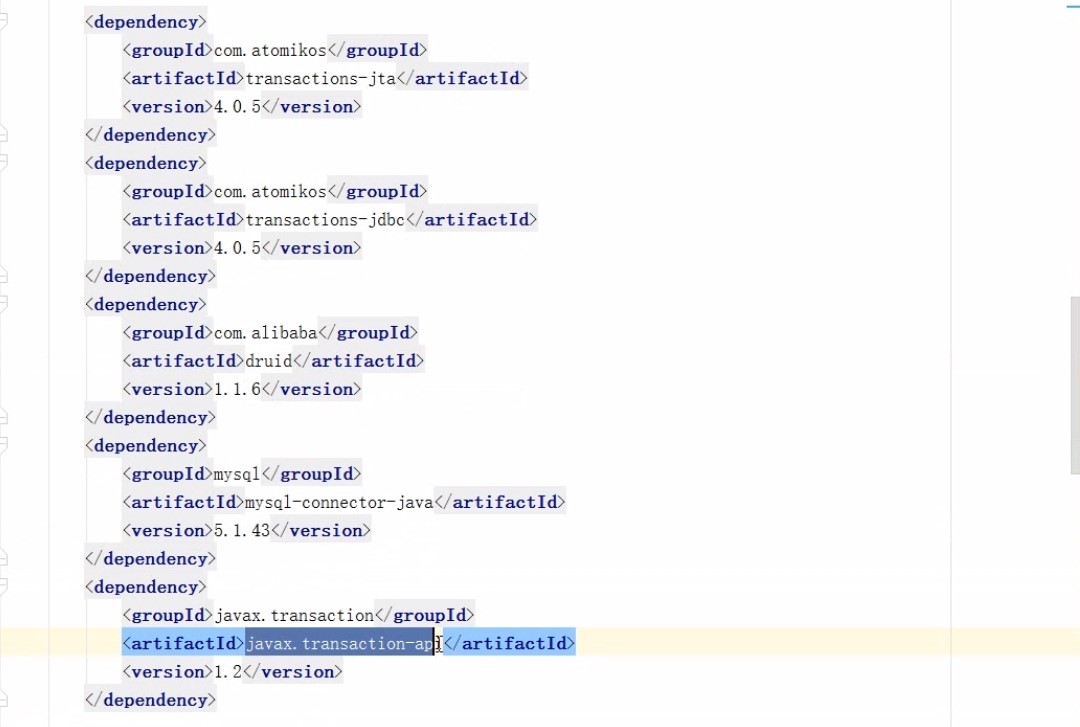 <dependency>
<groupId>com.atomikos</groupId>
<artifactId>transactions-jta</artifactId>
<version>4.0.5</version>
</dependency>
<dependency>
<groupId>com.atomikos</groupId>
<artifactId>transactions-jdbc</artifactId>
<version>4.0.5</version>
</dependency>
<dependency>
<groupId>com.alibaba</groupId>
<artifactId>druid</artifactId>
<version>1.1.6</version>
</dependency>
<dependency>
<groupId>mysql</groupId>
<artifactId>mysql-connector-java</artifactId>
<version>5.1.43</version>
</dependency>
<dependency>
<groupId>javax.transaction</groupId>
<artifactId>javax.transaction-api</artifactId>
<version>1.2</version>
</dependency>